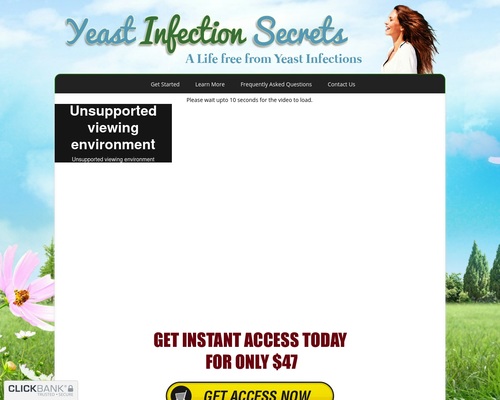 Yeast Infection Secrets
A Life free from Yeast Infections
Get Started Learn More Frequently Asked Questions Contact Us
Please wait upto 10 seconds for the video to load.
Unsupported
viewing
environment
Unsupported viewing environment
GET INSTANT ACCESS TODAY
FOR ONLY $47
GET ACCESS NOW
CLICKBANK
TRUSTED • SECURE